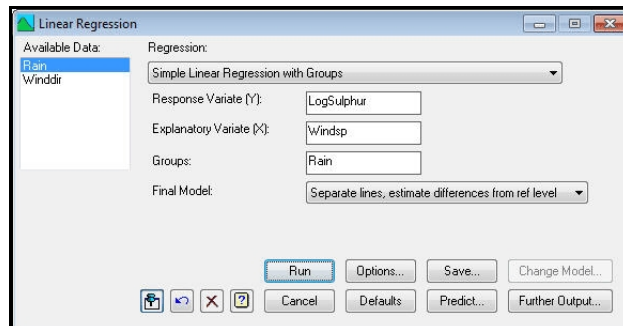 Linear Regression
Available Data:
Rain
Winddir
Regression:
Simple Linear Regression with Groups
Response Variate (Y): LogSulphur
Explanatory Variate (X): Windsp
Groups: Rain
Final Model: Separate lines, estimate differences from ref level
Run Options... Save... Change Model...
Cancel Defaults Predict... Further Output...